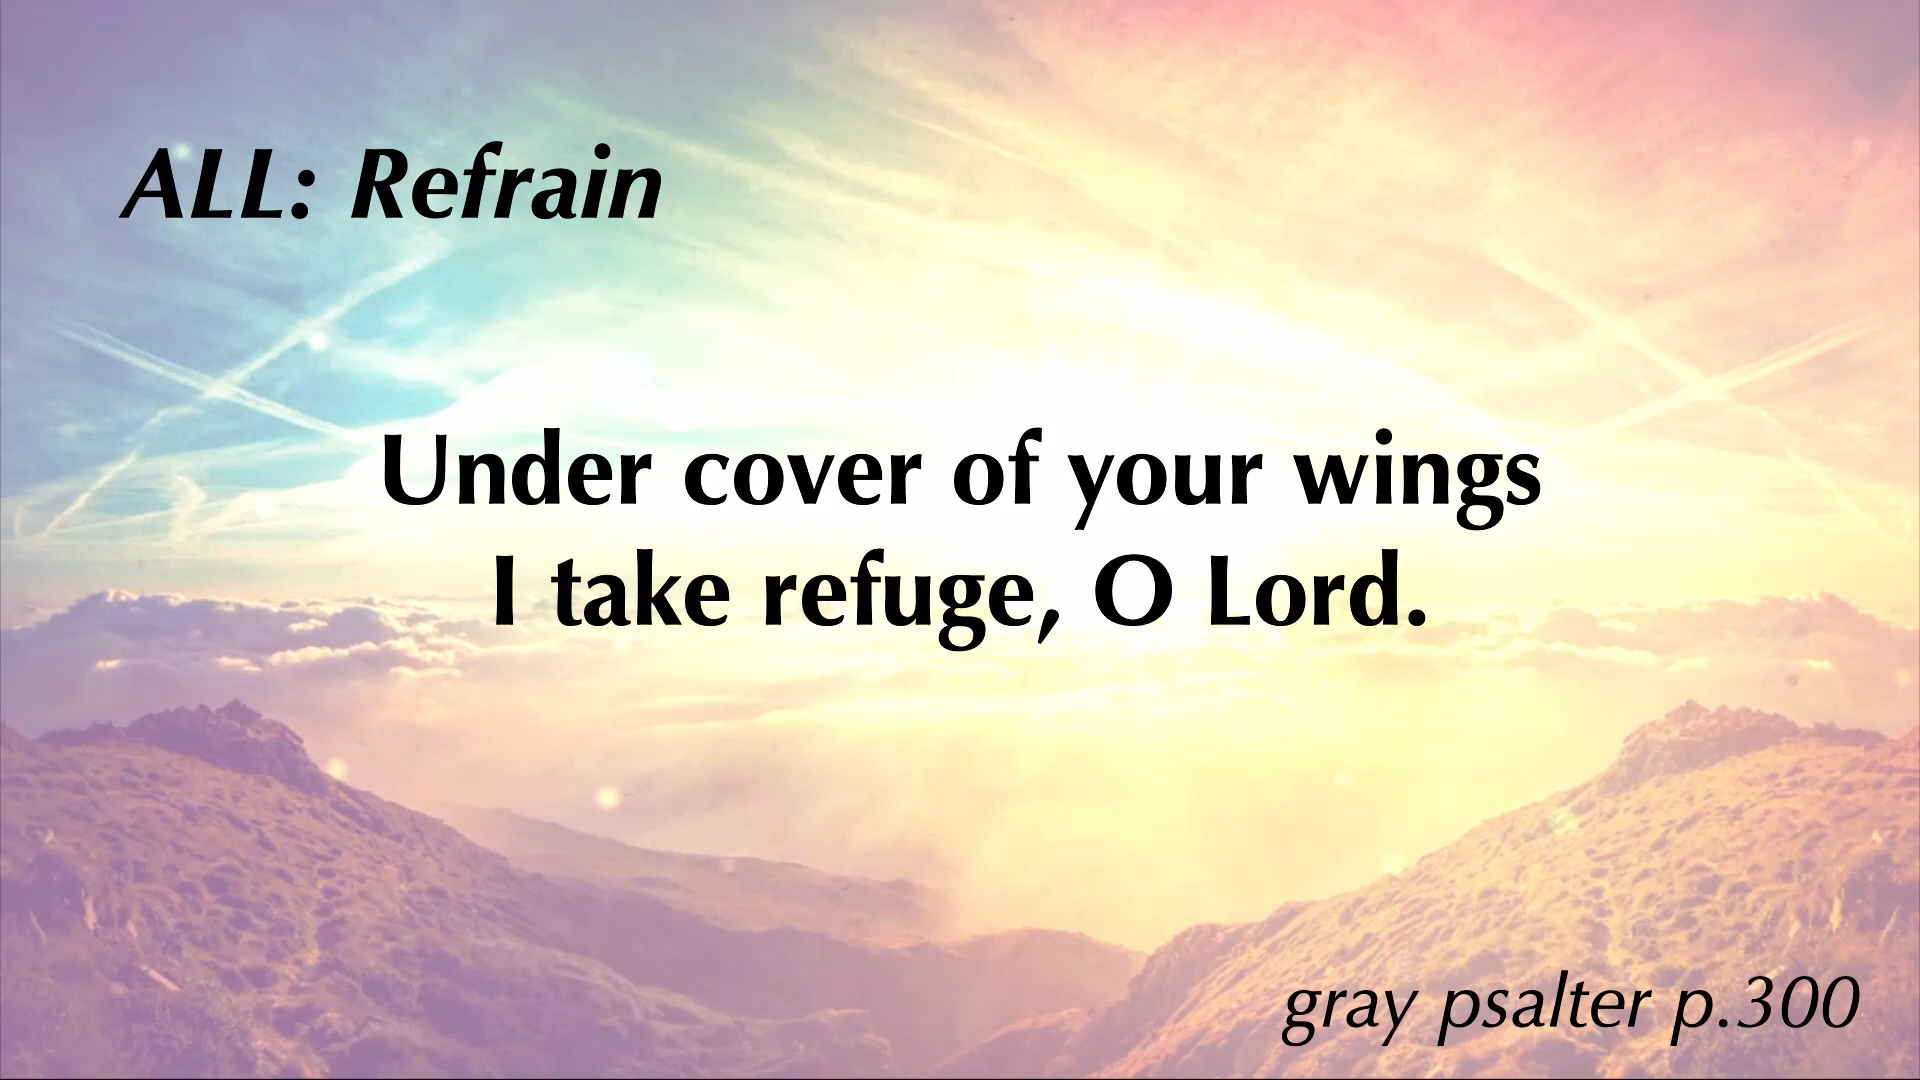 ALL: Refrain
Under cover of your wings
I take refuge, O Lord.
gray psalter p.300